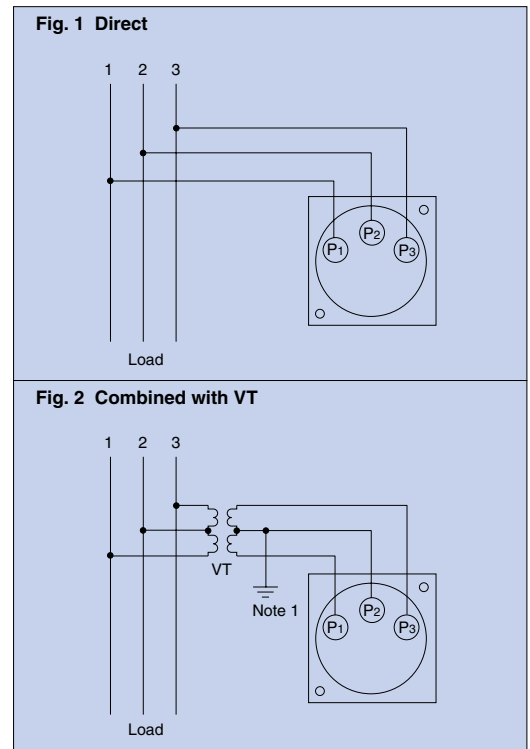 Fig. 1 Direct
1 2 3
P1 P2 P3
Load
Fig. 2 Combined with VT
1 2 3
VT
Note 1
P1 P2 P3
Load